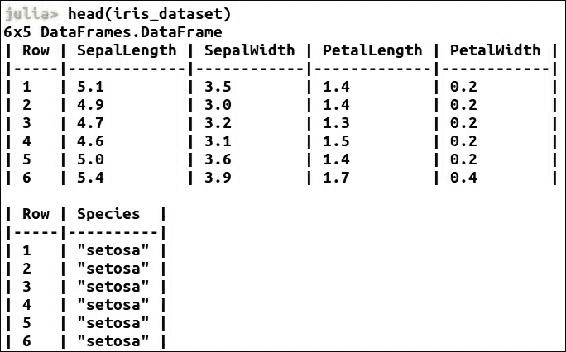 julia> head(iris_dataset)
6x5 DataFrames.DataFrame
| Row | SepalLength | SepalWidth | PetalLength | PetalWidth |
|-----|-------------|------------|-------------|------------|
| 1 | 5.1 | 3.5 | 1.4 | 0.2 |
| 2 | 4.9 | 3.0 | 1.4 | 0.2 |
| 3 | 4.7 | 3.2 | 1.3 | 0.2 |
| 4 | 4.6 | 3.1 | 1.5 | 0.2 |
| 5 | 5.0 | 3.6 | 1.4 | 0.2 |
| 6 | 5.4 | 3.9 | 1.7 | 0.4 |
| Row | Species |
|-----|----------|
| 1 | "setosa" |
| 2 | "setosa" |
| 3 | "setosa" |
| 4 | "setosa" |
| 5 | "setosa" |
| 6 | "setosa" |